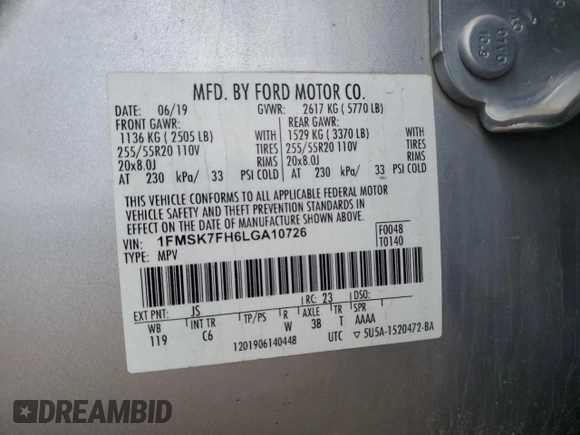 MFD. BY FORD MOTOR CO.
DATE: 06/19 GVWR: 2617 KG ( 5770 LB)
FRONT GAWR: REAR GAWR:
1136 KG ( 2505 LB) WITH 1529 KG ( 3370 LB) WITH
255/55R20 110V TIRES 255/55R20 110V TIRES
20x8.0J RIMS 20x8.0J RIMS
AT 230 kPa/ 33 PSI COLD AT 230 kPa/ 33 PSI COLD
THIS VEHICLE CONFORMS TO ALL APPLICABLE FEDERAL MOTOR
VEHICLE SAFETY AND THEFT PREVENTION STANDARDS IN
EFFECT ON THE DATE OF MANUFACTURE SHOWN ABOVE.
VIN: 1FMSK7FH6LGA10726 F0048
TYPE: MPV T0140
EXT PNT: JS RC: 23 DSO:
WB INT TR TP/PS R AXLE TR SPR
119 C6 W 3B T AAAA
1201906140448 UTC ▽5U5A-1520472-BA
DREAMBID